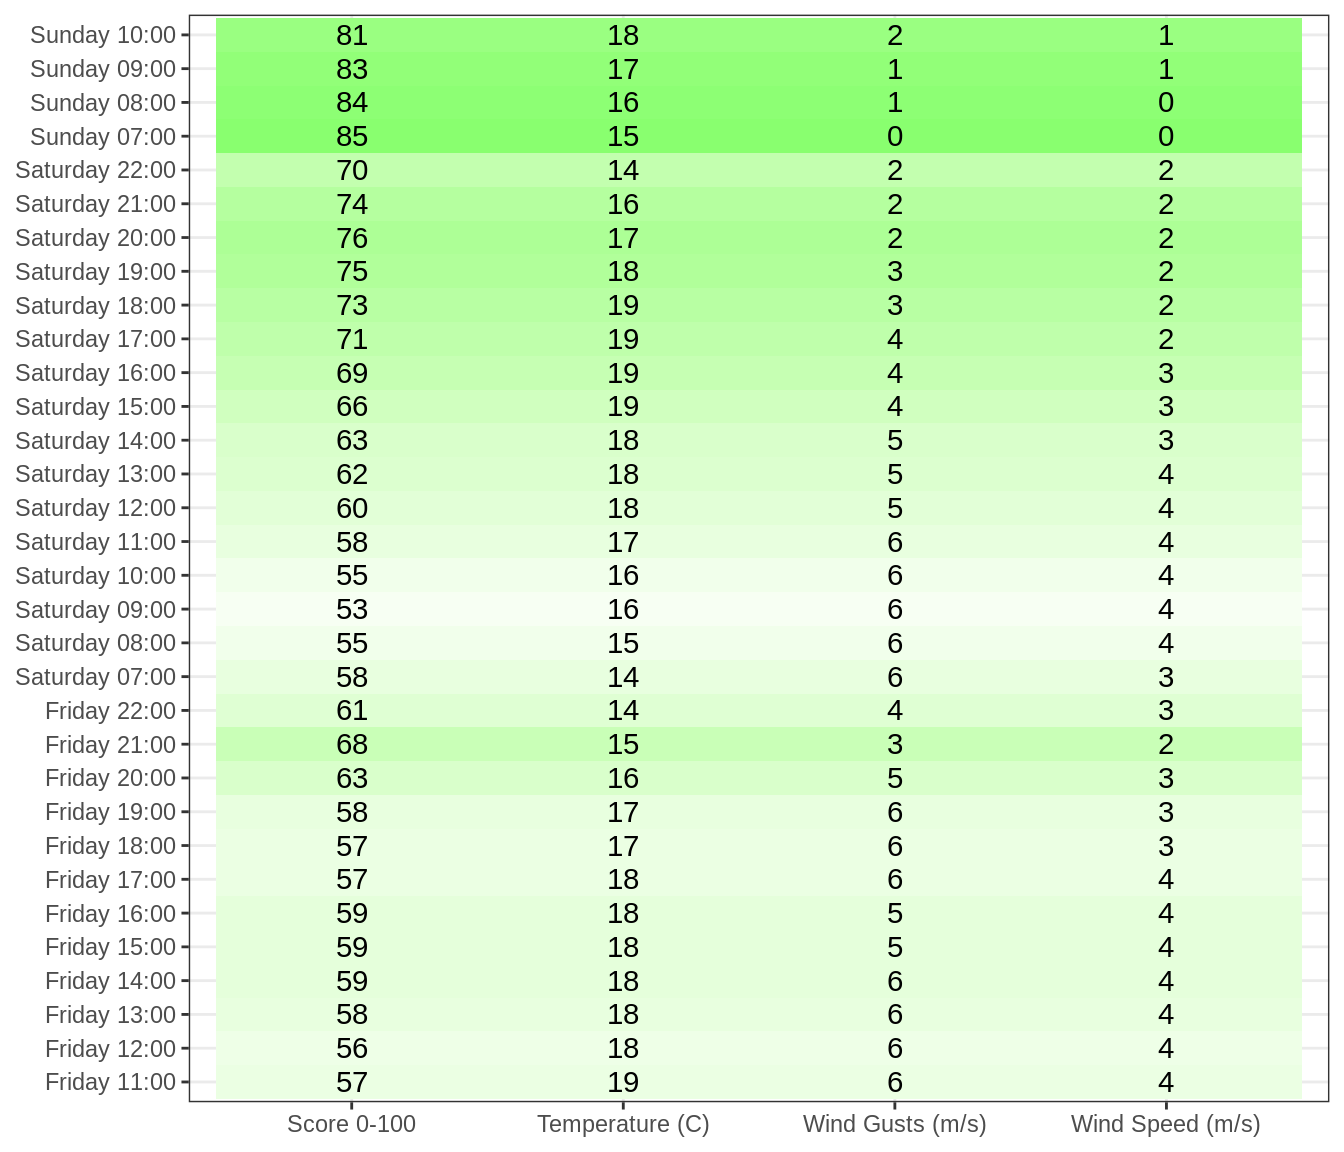 Sunday 10:00 81 18 2 1
Sunday 09:00 83 17 1 1
Sunday 08:00 84 16 1 0
Sunday 07:00 85 15 0 0
Saturday 22:00 70 14 2 2
Saturday 21:00 74 16 2 2
Saturday 20:00 76 17 2 2
Saturday 19:00 75 18 3 2
Saturday 18:00 73 19 3 2
Saturday 17:00 71 19 4 2
Saturday 16:00 69 19 4 3
Saturday 15:00 66 19 4 3
Saturday 14:00 63 18 5 3
Saturday 13:00 62 18 5 4
Saturday 12:00 60 18 5 4
Saturday 11:00 58 17 6 4
Saturday 10:00 55 16 6 4
Saturday 09:00 53 16 6 4
Saturday 08:00 55 15 6 4
Saturday 07:00 58 14 6 3
Friday 22:00 61 14 4 3
Friday 21:00 68 15 3 2
Friday 20:00 63 16 5 3
Friday 19:00 58 17 6 3
Friday 18:00 57 17 6 3
Friday 17:00 57 18 6 4
Friday 16:00 59 18 5 4
Friday 15:00 59 18 5 4
Friday 14:00 59 18 6 4
Friday 13:00 58 18 6 4
Friday 12:00 56 18 6 4
Friday 11:00 57 19 6 4
Score 0-100 Temperature (C) Wind Gusts (m/s) Wind Speed (m/s)